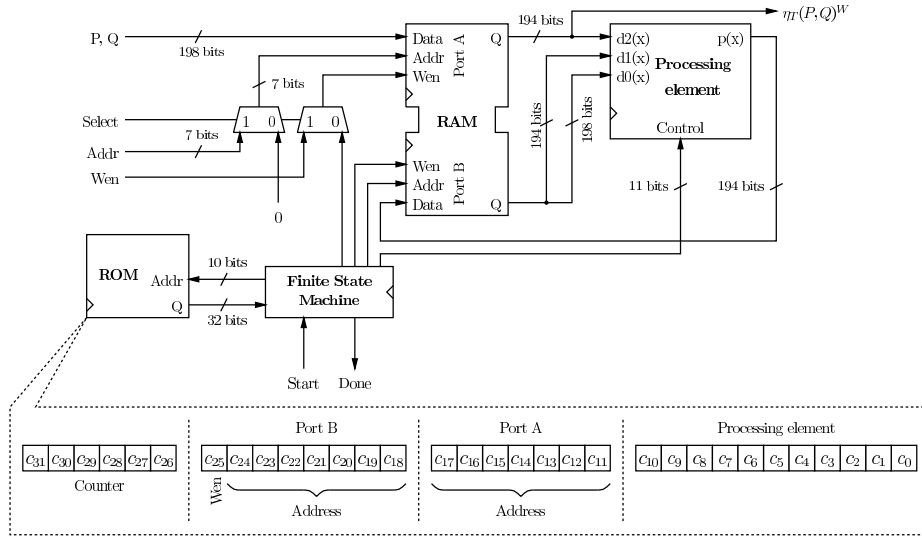 194 bits
η_T(P,Q)^W
P, Q
198 bits
Data
Addr
Wen
Port A
Q
d2(x)
d1(x)
d0(x)
p(x)
Processing
element
Control
7 bits
Select
1 0
1 0
RAM
7 bits
Addr
Wen
0
194 bits
198 bits
Wen
Addr
Data
Port B
Q
11 bits
194 bits
ROM
Addr
Q
10 bits
32 bits
Finite State
Machine
Start
Done
Port B
Port A
Processing element
c31 c30 c29 c28 c27 c26
c25 c24 c23 c22 c21 c20 c19 c18
c17 c16 c15 c14 c13 c12 c11
c10 c9 c8 c7 c6 c5 c4 c3 c2 c1 c0
Counter
Wen
Address
Address